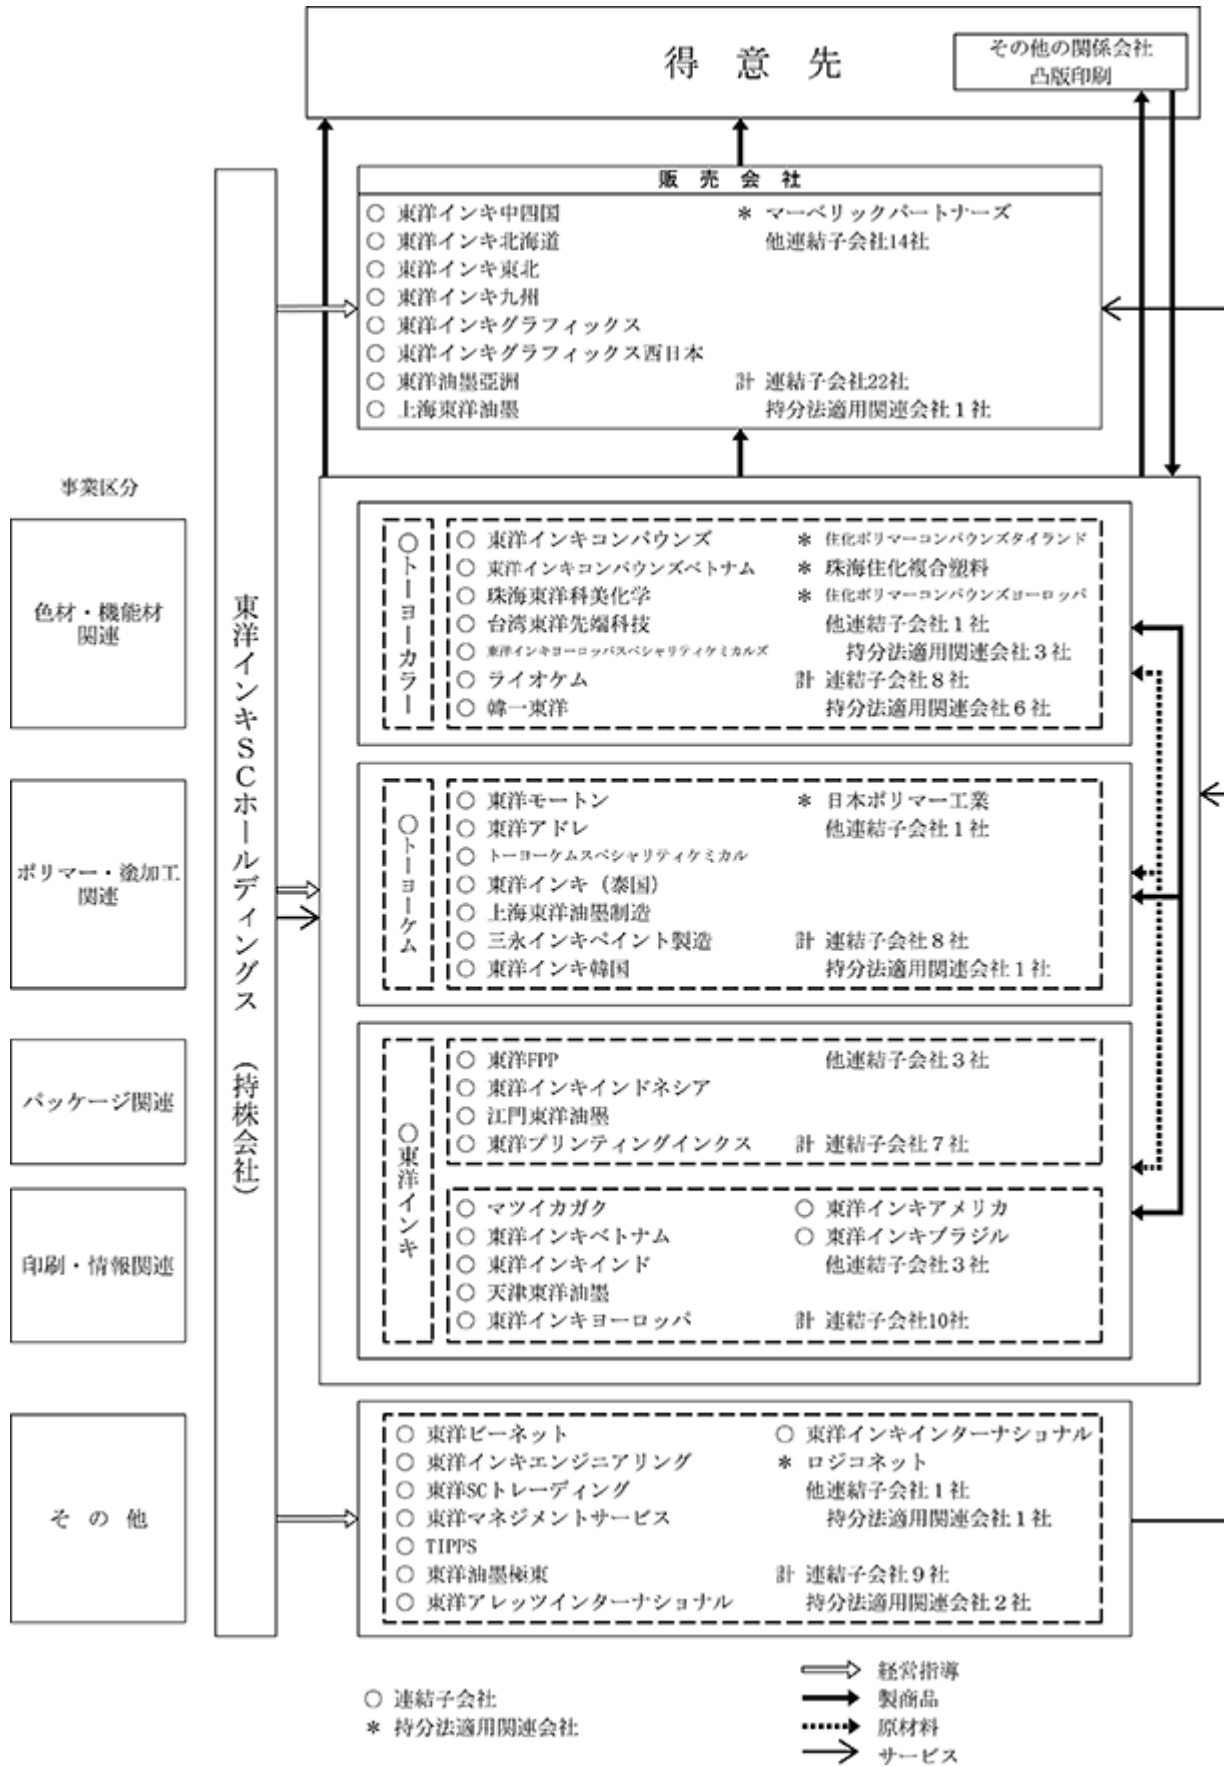 得意先
その他の関係会社
凸版印刷
販売会社
○ 東洋インキ中四国
○ 東洋インキ北海道
○ 東洋インキ東北
○ 東洋インキ九州
○ 東洋インキグラフィックス
○ 東洋インキグラフィックス西日本
○ 東洋油墨亞洲
○ 上海東洋油墨
* マーベリックパートナーズ
他連結子会社14社
計 連結子会社22社
持分法適用関連会社1社
事業区分
色材・機能材
関連
ポリマー・塗加工
関連
パッケージ関連
印刷・情報関連
その他
東洋インキSCホールディングス (持株会社)
○トーヨーカラー
○ 東洋インキコンパウンズ
○ 東洋インキコンパウンズベトナム
○ 珠海東洋科美化学
○ 台湾東洋先端科技
○ 東洋インキヨーロッパスペシャリティケミカルズ
○ ライオケム
○ 韓一東洋
* 住化ポリマーコンパウンズタイランド
* 珠海住化複合塑料
* 住化ポリマーコンパウンズヨーロッパ
他連結子会社1社
持分法適用関連会社3社
計 連結子会社8社
持分法適用関連会社6社
○トーヨーケム
○ 東洋モートン
○ 東洋アドレ
○ トーヨーケムスペシャリティケミカル
○ 東洋インキ(泰国)
○ 上海東洋油墨制造
○ 三永インキペイント製造
○ 東洋インキ韓国
* 日本ポリマー工業
他連結子会社1社
計 連結子会社8社
持分法適用関連会社1社
○東洋インキ
○ 東洋FPP
○ 東洋インキインドネシア
○ 江門東洋油墨
○ 東洋プリンティングインクス
他連結子会社3社
計 連結子会社7社
○ マツイカガク
○ 東洋インキベトナム
○ 東洋インキインド
○ 天津東洋油墨
○ 東洋インキヨーロッパ
○ 東洋インキアメリカ
○ 東洋インキブラジル
他連結子会社3社
計 連結子会社10社
○ 東洋ビーネット
○ 東洋インキエンジニアリング
○ 東洋SCトレーディング
○ 東洋マネジメントサービス
○ TIPPS
○ 東洋油墨極東
○ 東洋アレッツインターナショナル
○ 東洋インキインターナショナル
* ロジコネット
他連結子会社1社
持分法適用関連会社1社
計 連結子会社9社
持分法適用関連会社2社
○ 連結子会社
* 持分法適用関連会社
経営指導
製商品
原材料
サービス